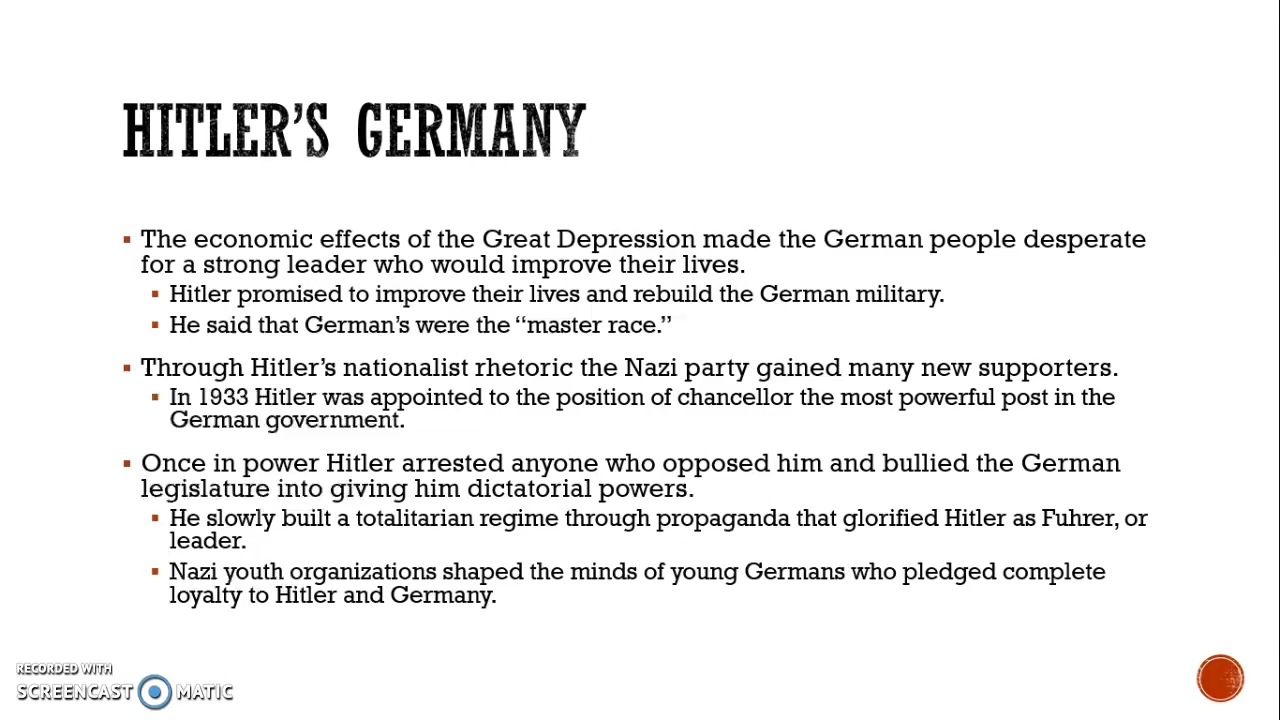 HITLER'S GERMANY
▪ The economic effects of the Great Depression made the German people desperate
for a strong leader who would improve their lives.
▪ Hitler promised to improve their lives and rebuild the German military.
▪ He said that German's were the “master race.”
▪ Through Hitler's nationalist rhetoric the Nazi party gained many new supporters.
▪ In 1933 Hitler was appointed to the position of chancellor the most powerful post in the
German government.
▪ Once in power Hitler arrested anyone who opposed him and bullied the German
legislature into giving him dictatorial powers.
▪ He slowly built a totalitarian regime through propaganda that glorified Hitler as Fuhrer, or
leader.
▪ Nazi youth organizations shaped the minds of young Germans who pledged complete
loyalty to Hitler and Germany.
RECORDED WITH
SCREENCAST MATIC